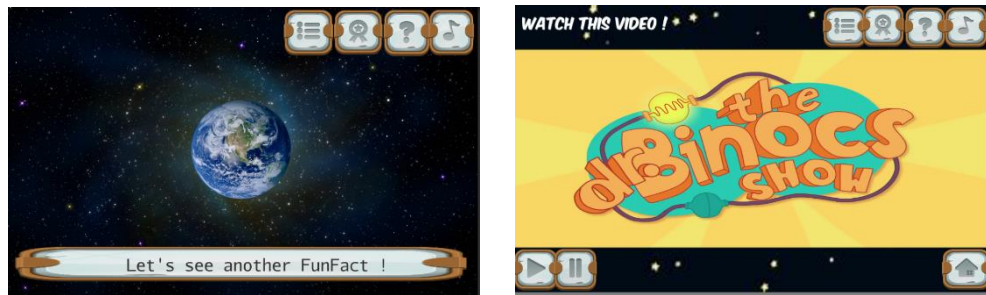 Let's see another FunFact !
WATCH THIS VIDEO !
the
dr. Binocs
SHOW